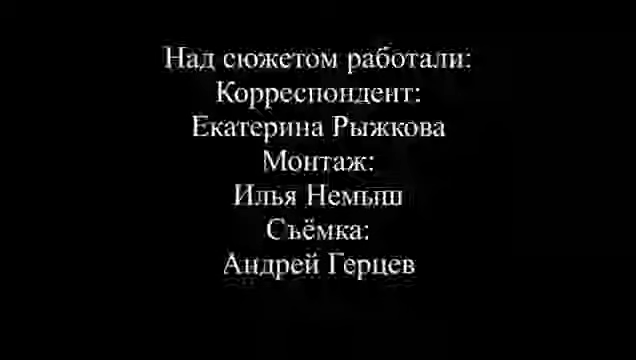 Над сюжетом работали:
Корреспондент:
Екатерина Рыжкова
Монтаж:
Илья Немыш
Съёмка:
Андрей Герцев